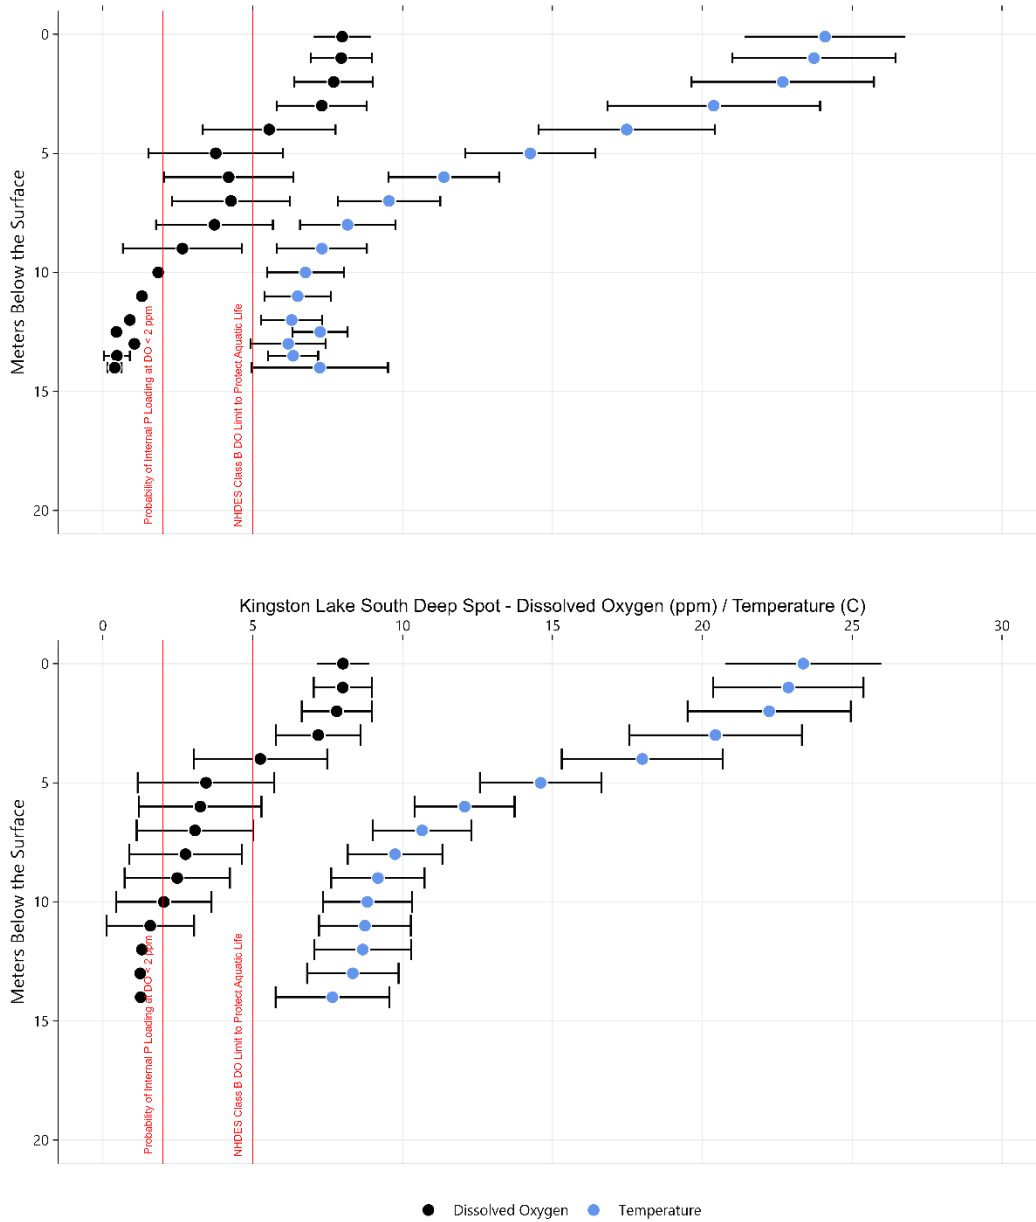 0
5
10
15
20
Meters Below the Surface
Probability of Internal P Loading at DO < 2 ppm
NHDES Class B DO Limit to Protect Aquatic Life
Kingston Lake South Deep Spot - Dissolved Oxygen (ppm) / Temperature (C)
0 5 10 15 20 25 30
0
5
10
15
20
Meters Below the Surface
Probability of Internal P Loading at DO < 2 ppm
NHDES Class B DO Limit to Protect Aquatic Life
Dissolved Oxygen Temperature